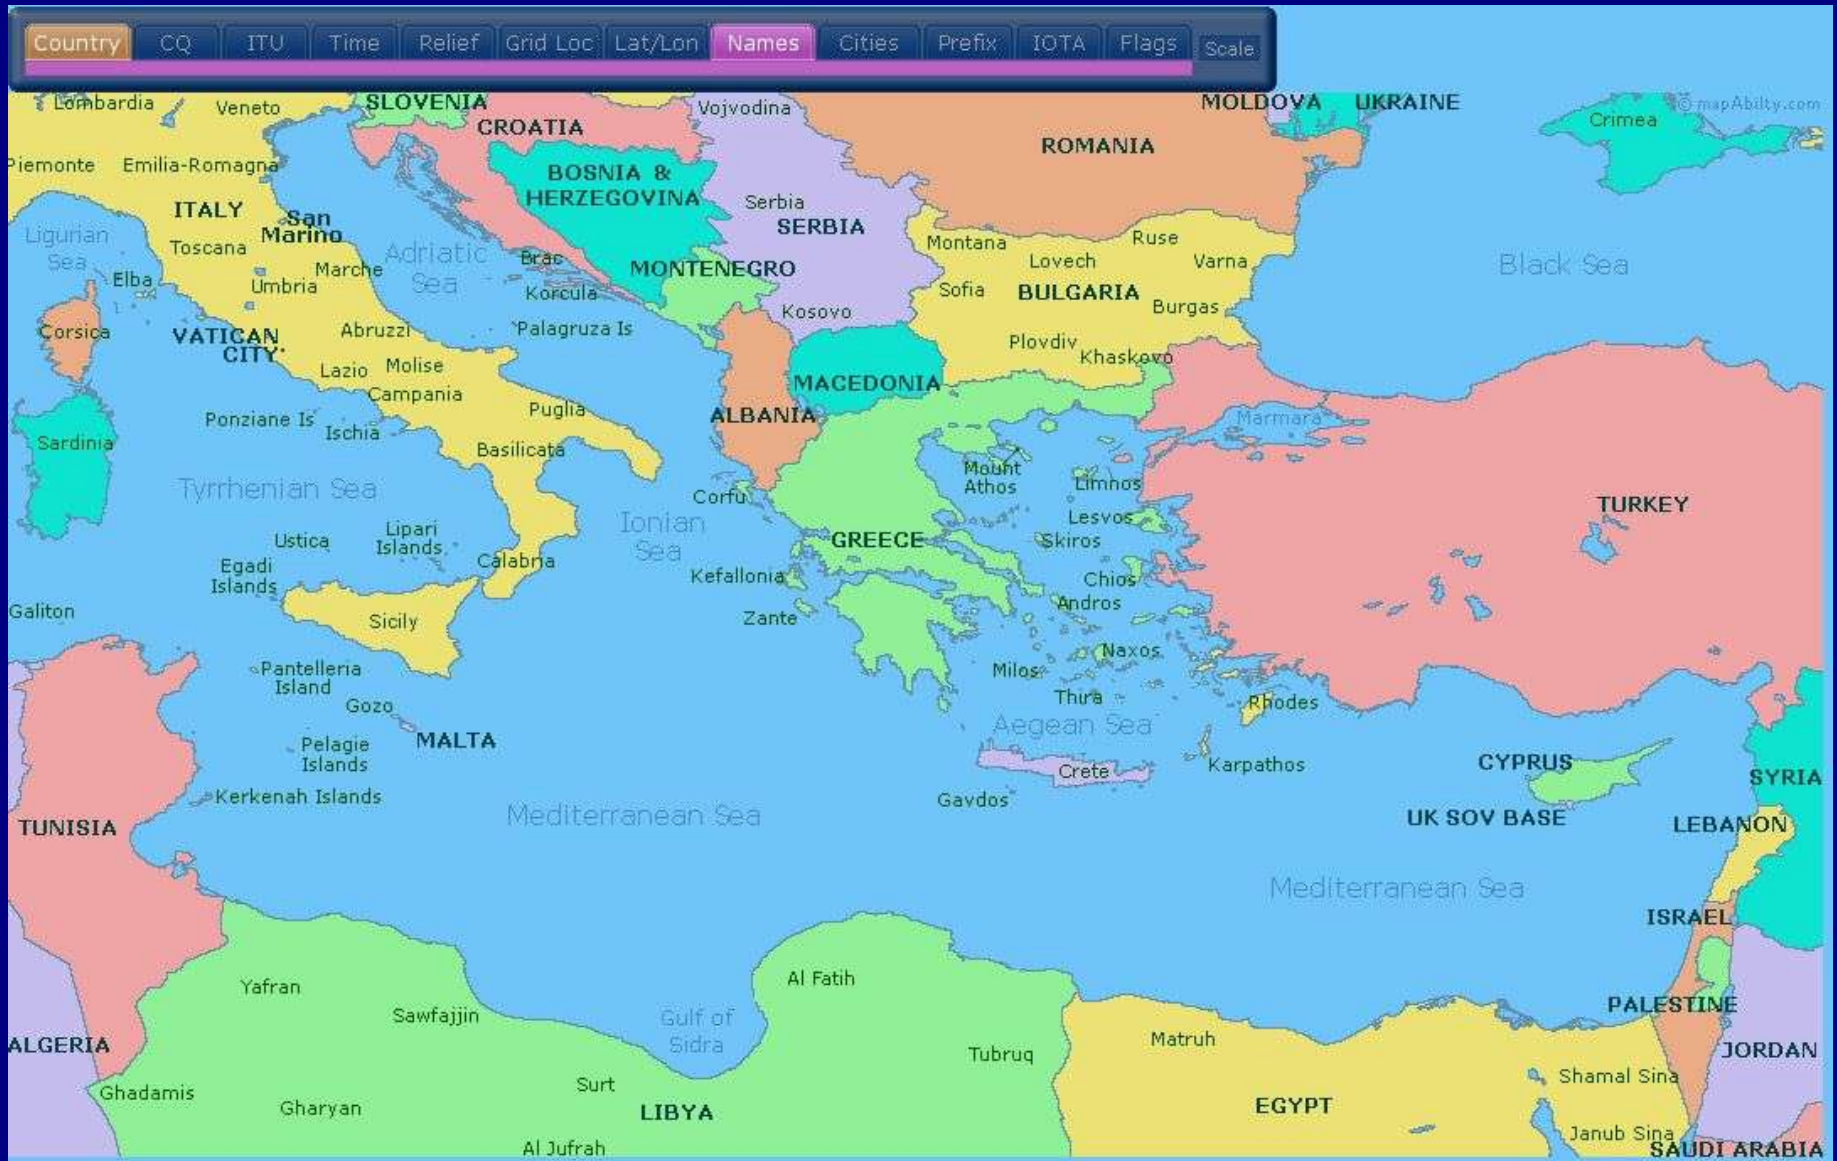 Country CQ ITU Time Relief Grid Loc Lat/Lon Names Cities Prefix IOTA Flags Scale
Lombardia
Veneto
SLOVENIA
Vojvodina
MOLDOVA
UKRAINE
© mapAbilty.com
CROATIA
Crimea
ROMANIA
Piemonte
Emilia-Romagna
BOSNIA &
HERZEGOVINA
Serbia
ITALY
San
Marino
SERBIA
Ligurian
Sea
Toscana
Adriatic
Sea
Montana
Ruse
Brac
Lovech
Varna
Black Sea
Marche
MONTENEGRO
Elba
Umbria
Korcula
Sofia
BULGARIA
Burgas
Kosovo
Corsica
VATICAN
CITY
Abruzzi
Palagruza Is
Plovdiv
Khaskovo
Lazio
Molise
MACEDONIA
Campania
Puglia
ALBANIA
Ponziane Is
Ischia
Marmara
Sardinia
Basilicata
Mount
Athos
Limnos
Tyrrhenian Sea
Corfu
TURKEY
Ionian
Sea
Lesvos
Ustica
Lipari
Islands
GREECE
Skiros
Egadi
Islands
Calabria
Kefallonia
Chios
Andros
Galiton
Sicily
Zante
Naxos
Pantelleria
Island
Milos
Thira
Rhodes
Gozo
Aegean Sea
MALTA
Pelagie
Islands
Crete
Karpathos
CYPRUS
SYRIA
Kerkenah Islands
Gavdos
Mediterranean Sea
UK SOV BASE
TUNISIA
LEBANON
Mediterranean Sea
ISRAEL
Yafran
Al Fatih
Sawfajjin
Gulf of
Sidra
PALESTINE
ALGERIA
Matruh
Tubruq
JORDAN
Ghadamis
Surt
Shamal Sina
Gharyan
LIBYA
EGYPT
Al Jufrah
Janub Sina
SAUDI ARABIA